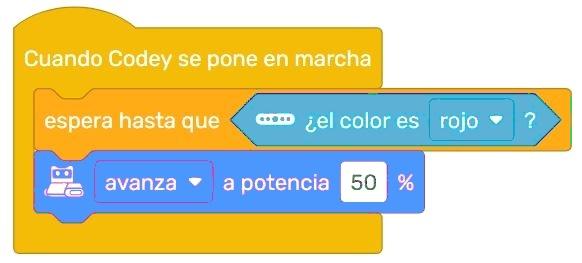 Cuando Codey se pone en marcha
espera hasta que ¿el color es rojo ?
avanza a potencia 50 %